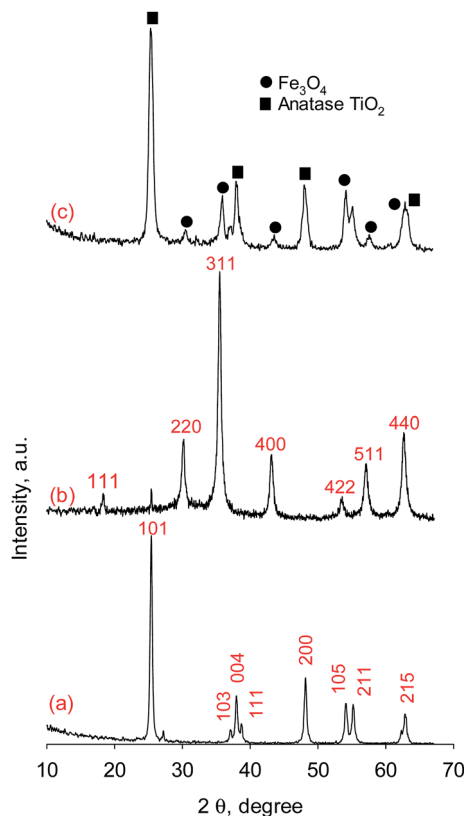 Fe₃O₄
Anatase TiO₂
(c)
311
220
440
400
511
111
422
(b)
101
Intensity, a.u.
200
004
105
211
103
111
215
(a)
10 20 30 40 50 60 70
2 θ, degree